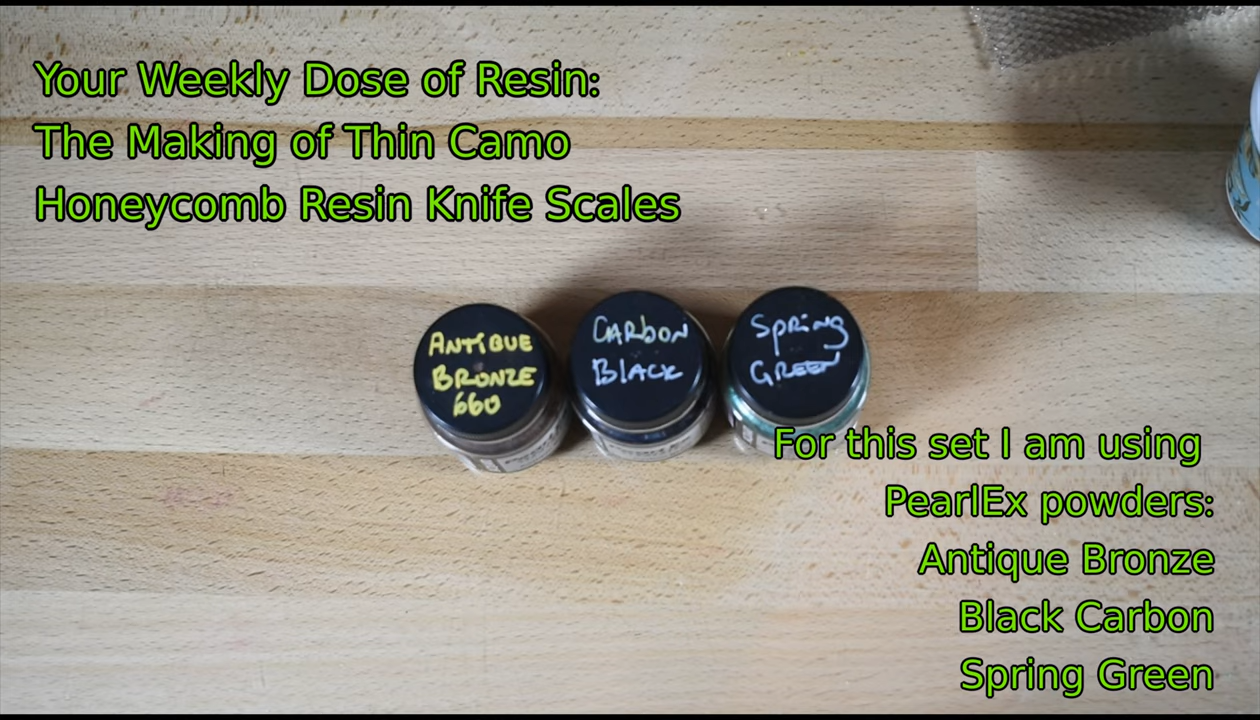 Your Weekly Dose of Resin:
The Making of Thin Camo
Honeycomb Resin Knife Scales
ANTIQUE
BRONZE
660
CARBON
BLACK
SPRING
GREEN
For this set I am using
PearlEx powders:
Antique Bronze
Black Carbon
Spring Green